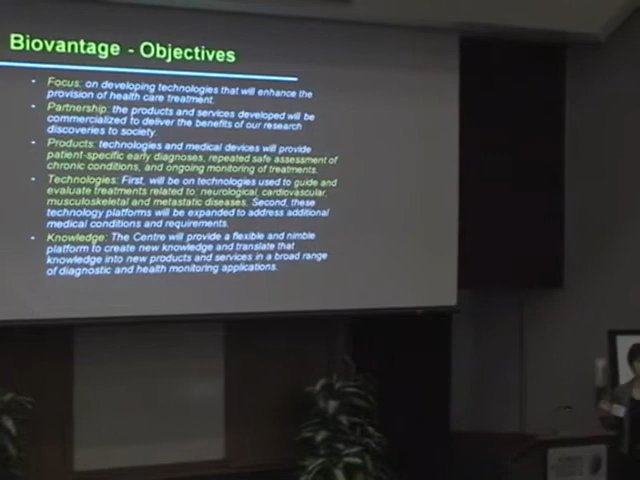 Biovantage - Objectives
• Focus: on developing technologies that will enhance the
provision of health care treatment.
• Partnership: the products and services developed will be
commercialized to deliver the benefits of our research
discoveries to society.
• Products: technologies and medical devices will provide
patient-specific early diagnoses, repeated safe assessment of
chronic conditions, and ongoing monitoring of treatments.
• Technologies: First, will be on technologies used to guide and
evaluate treatments related to: neurological, cardiovascular,
musculoskeletal and metastatic diseases. Second, these
technology platforms will be expanded to address additional
medical conditions and requirements.
• Knowledge: The Centre will provide a flexible and nimble
platform to create new knowledge and translate that
knowledge into new products and services in a broad range
of diagnostic and health monitoring applications.